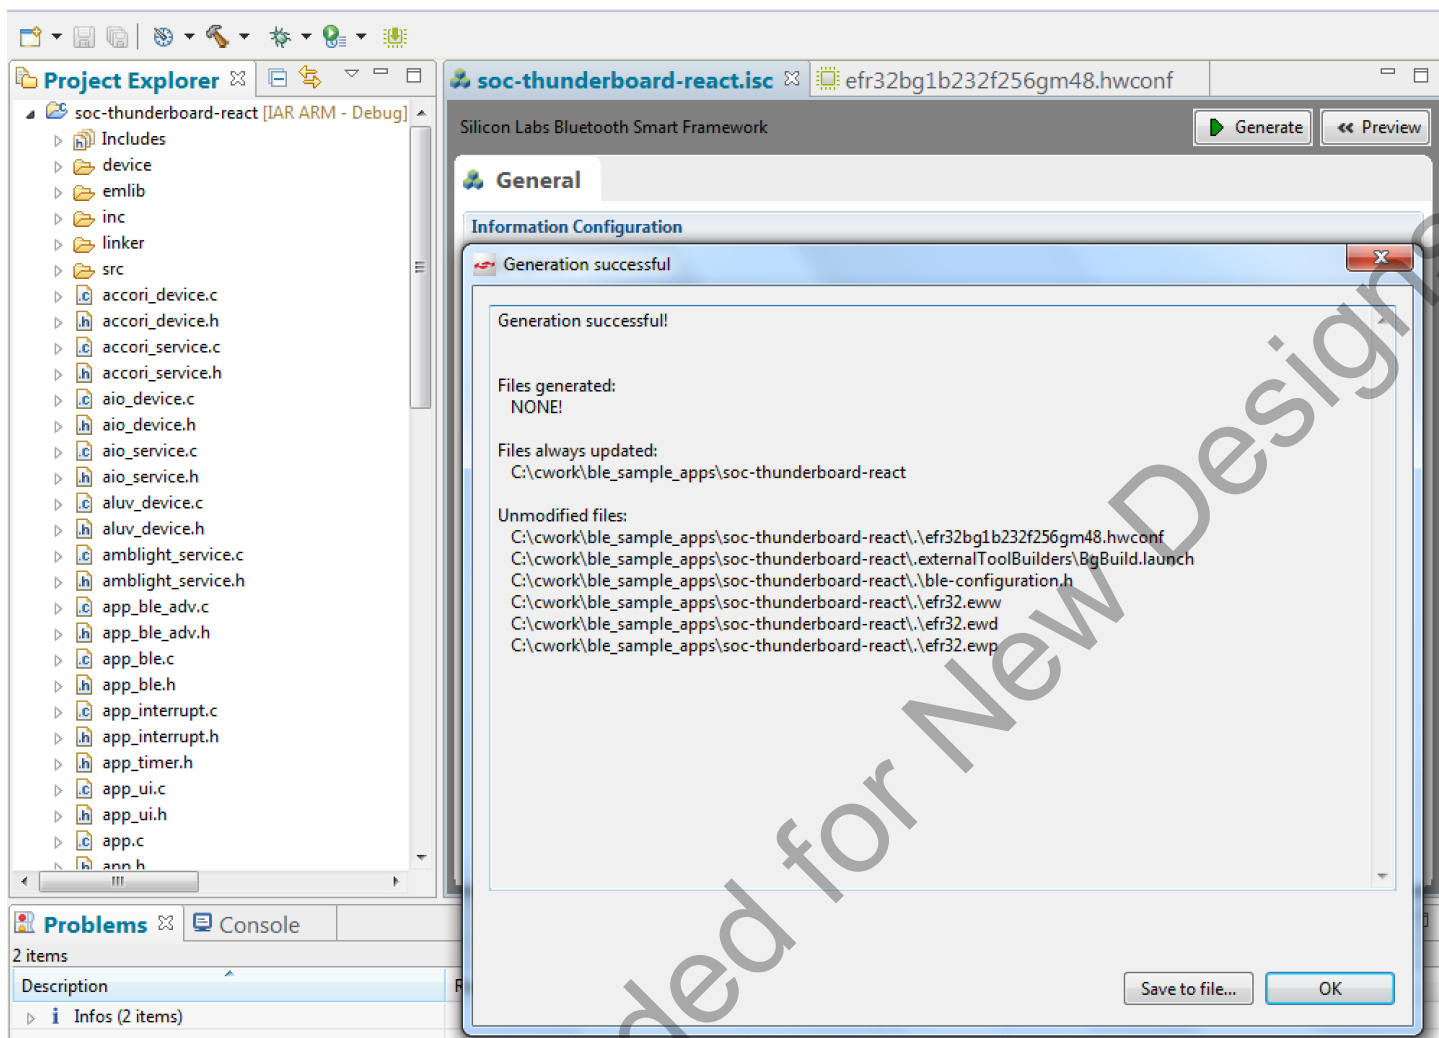 Project Explorer
soc-thunderboard-react [IAR ARM - Debug]
Includes
device
emlib
inc
linker
src
accori_device.c
accori_device.h
accori_service.c
accori_service.h
aio_device.c
aio_device.h
aio_service.c
aio_service.h
aluv_device.c
aluv_device.h
amblight_service.c
amblight_service.h
app_ble_adv.c
app_ble_adv.h
app_ble.c
app_ble.h
app_interrupt.c
app_interrupt.h
app_timer.h
app_ui.c
app_ui.h
app.c
app.h
soc-thunderboard-react.isc
efr32bg1b232f256gm48.hwconf
Silicon Labs Bluetooth Smart Framework
Generate
Preview
General
Information Configuration
Generation successful
Generation successful!
Files generated:
NONE!
Files always updated:
C:\cwork\ble_sample_apps\soc-thunderboard-react
Unmodified files:
C:\cwork\ble_sample_apps\soc-thunderboard-react\.\efr32bg1b232f256gm48.hwconf
C:\cwork\ble_sample_apps\soc-thunderboard-react\.externalToolBuilders\BgBuild.launch
C:\cwork\ble_sample_apps\soc-thunderboard-react\.\ble-configuration.h
C:\cwork\ble_sample_apps\soc-thunderboard-react\.\efr32.eww
C:\cwork\ble_sample_apps\soc-thunderboard-react\.\efr32.ewd
C:\cwork\ble_sample_apps\soc-thunderboard-react\.\efr32.ewp
Save to file...
OK
Problems
Console
2 items
Description
Infos (2 items)
ded for New Designs